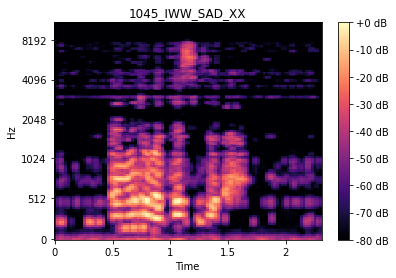 1045_IWW_SAD_XX
8192
4096
2048
1024
512
0
Hz
0
0.5
1
1.5
2
Time
+0 dB
-10 dB
-20 dB
-30 dB
-40 dB
-50 dB
-60 dB
-70 dB
-80 dB